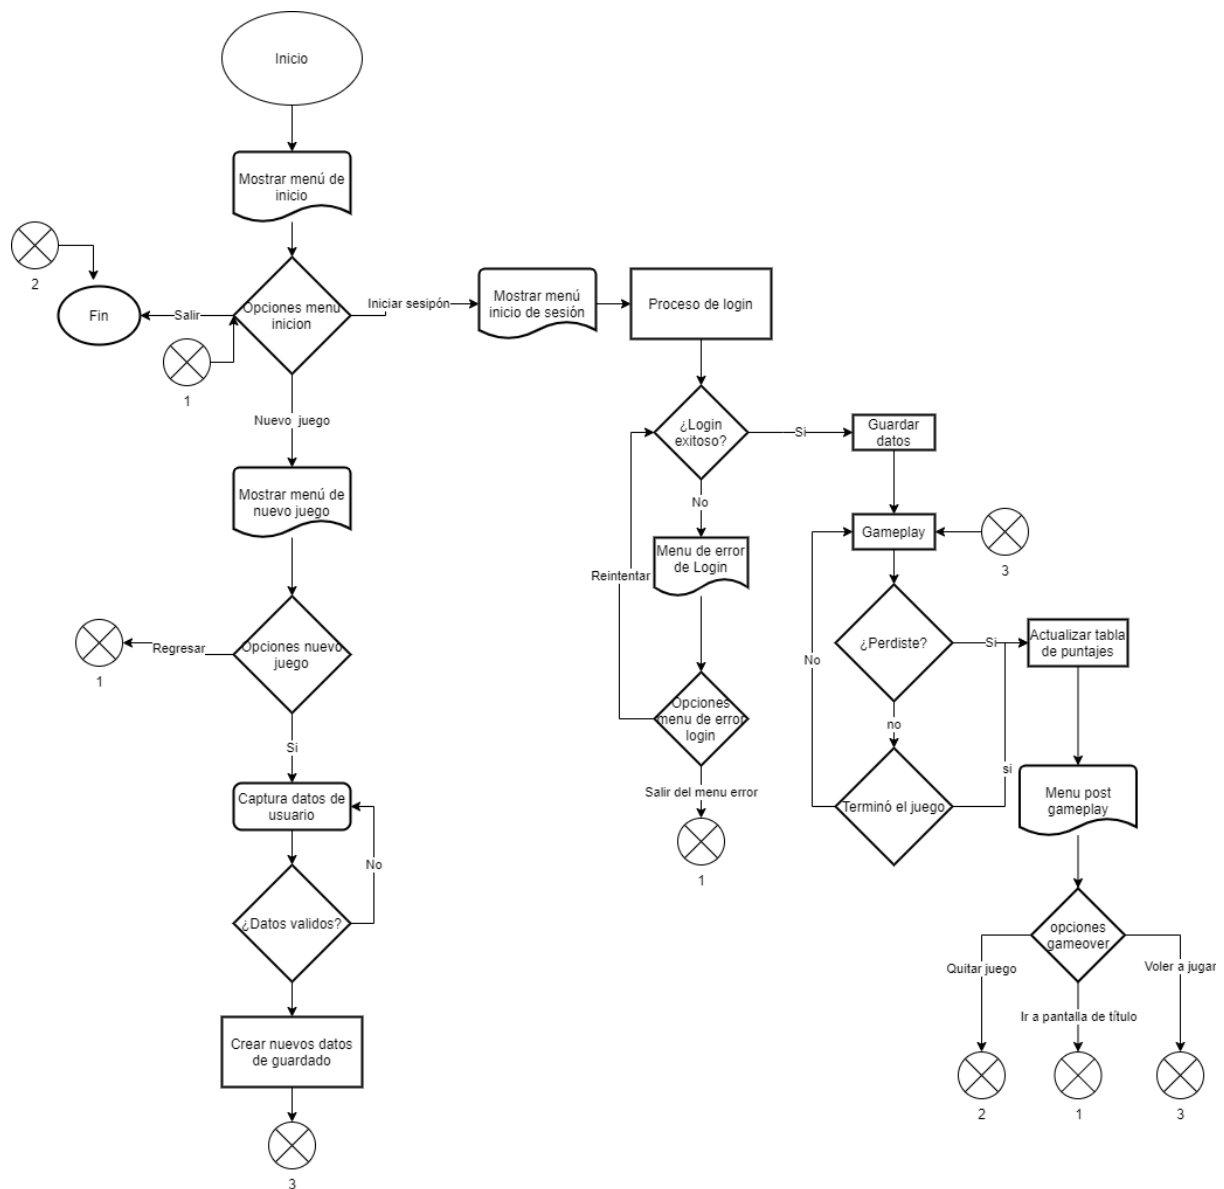 Inicio
Mostrar menú de
inicio
2
Fin
Salir
Opciones menu
inicion
1
Iniciar sesipón
Mostrar menú
inicio de sesión
Proceso de login
Nuevo juego
¿Login
exitoso?
Si
Guardar
datos
Mostrar menú de
nuevo juego
No
Menu de error
de Login
Reintentar
Gameplay
3
Opciones nuevo
juego
Regresar
1
¿Perdiste?
Si
Actualizar tabla
de puntajes
No
no
Opciones
menu de error
login
Si
Captura datos de
usuario
No
Salir del menu error
1
Terminó el juego
si
Menu post
gameplay
¿Datos validos?
opciones
gameover
Quitar juego
Voler a jugar
Ir a pantalla de título
Crear nuevos datos
de guardado
2
1
3
3